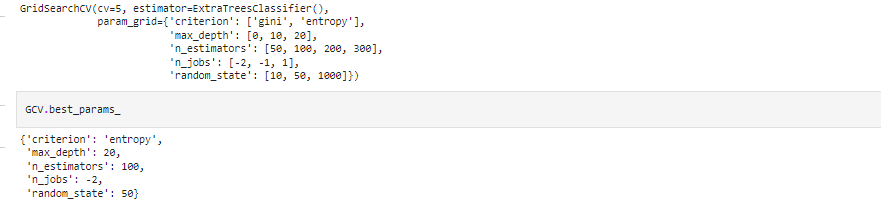 GridSearchCV(cv=5, estimator=ExtraTreesClassifier(),
             param_grid={'criterion': ['gini', 'entropy'],
                         'max_depth': [0, 10, 20],
                         'n_estimators': [50, 100, 200, 300],
                         'n_jobs': [-2, -1, 1],
                         'random_state': [10, 50, 1000]})
GCV.best_params_
{'criterion': 'entropy',
 'max_depth': 20,
 'n_estimators': 100,
 'n_jobs': -2,
 'random_state': 50}